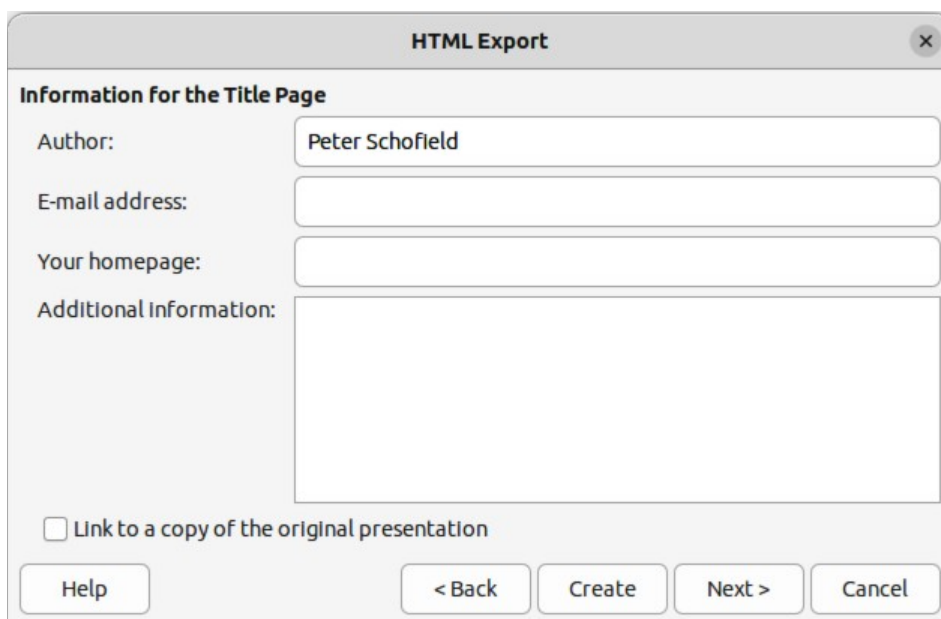 HTML Export
Information for the Title Page
Author: Peter Schofield
E-mail address:
Your homepage:
Additional information:
Link to a copy of the original presentation
Help < Back Create Next > Cancel